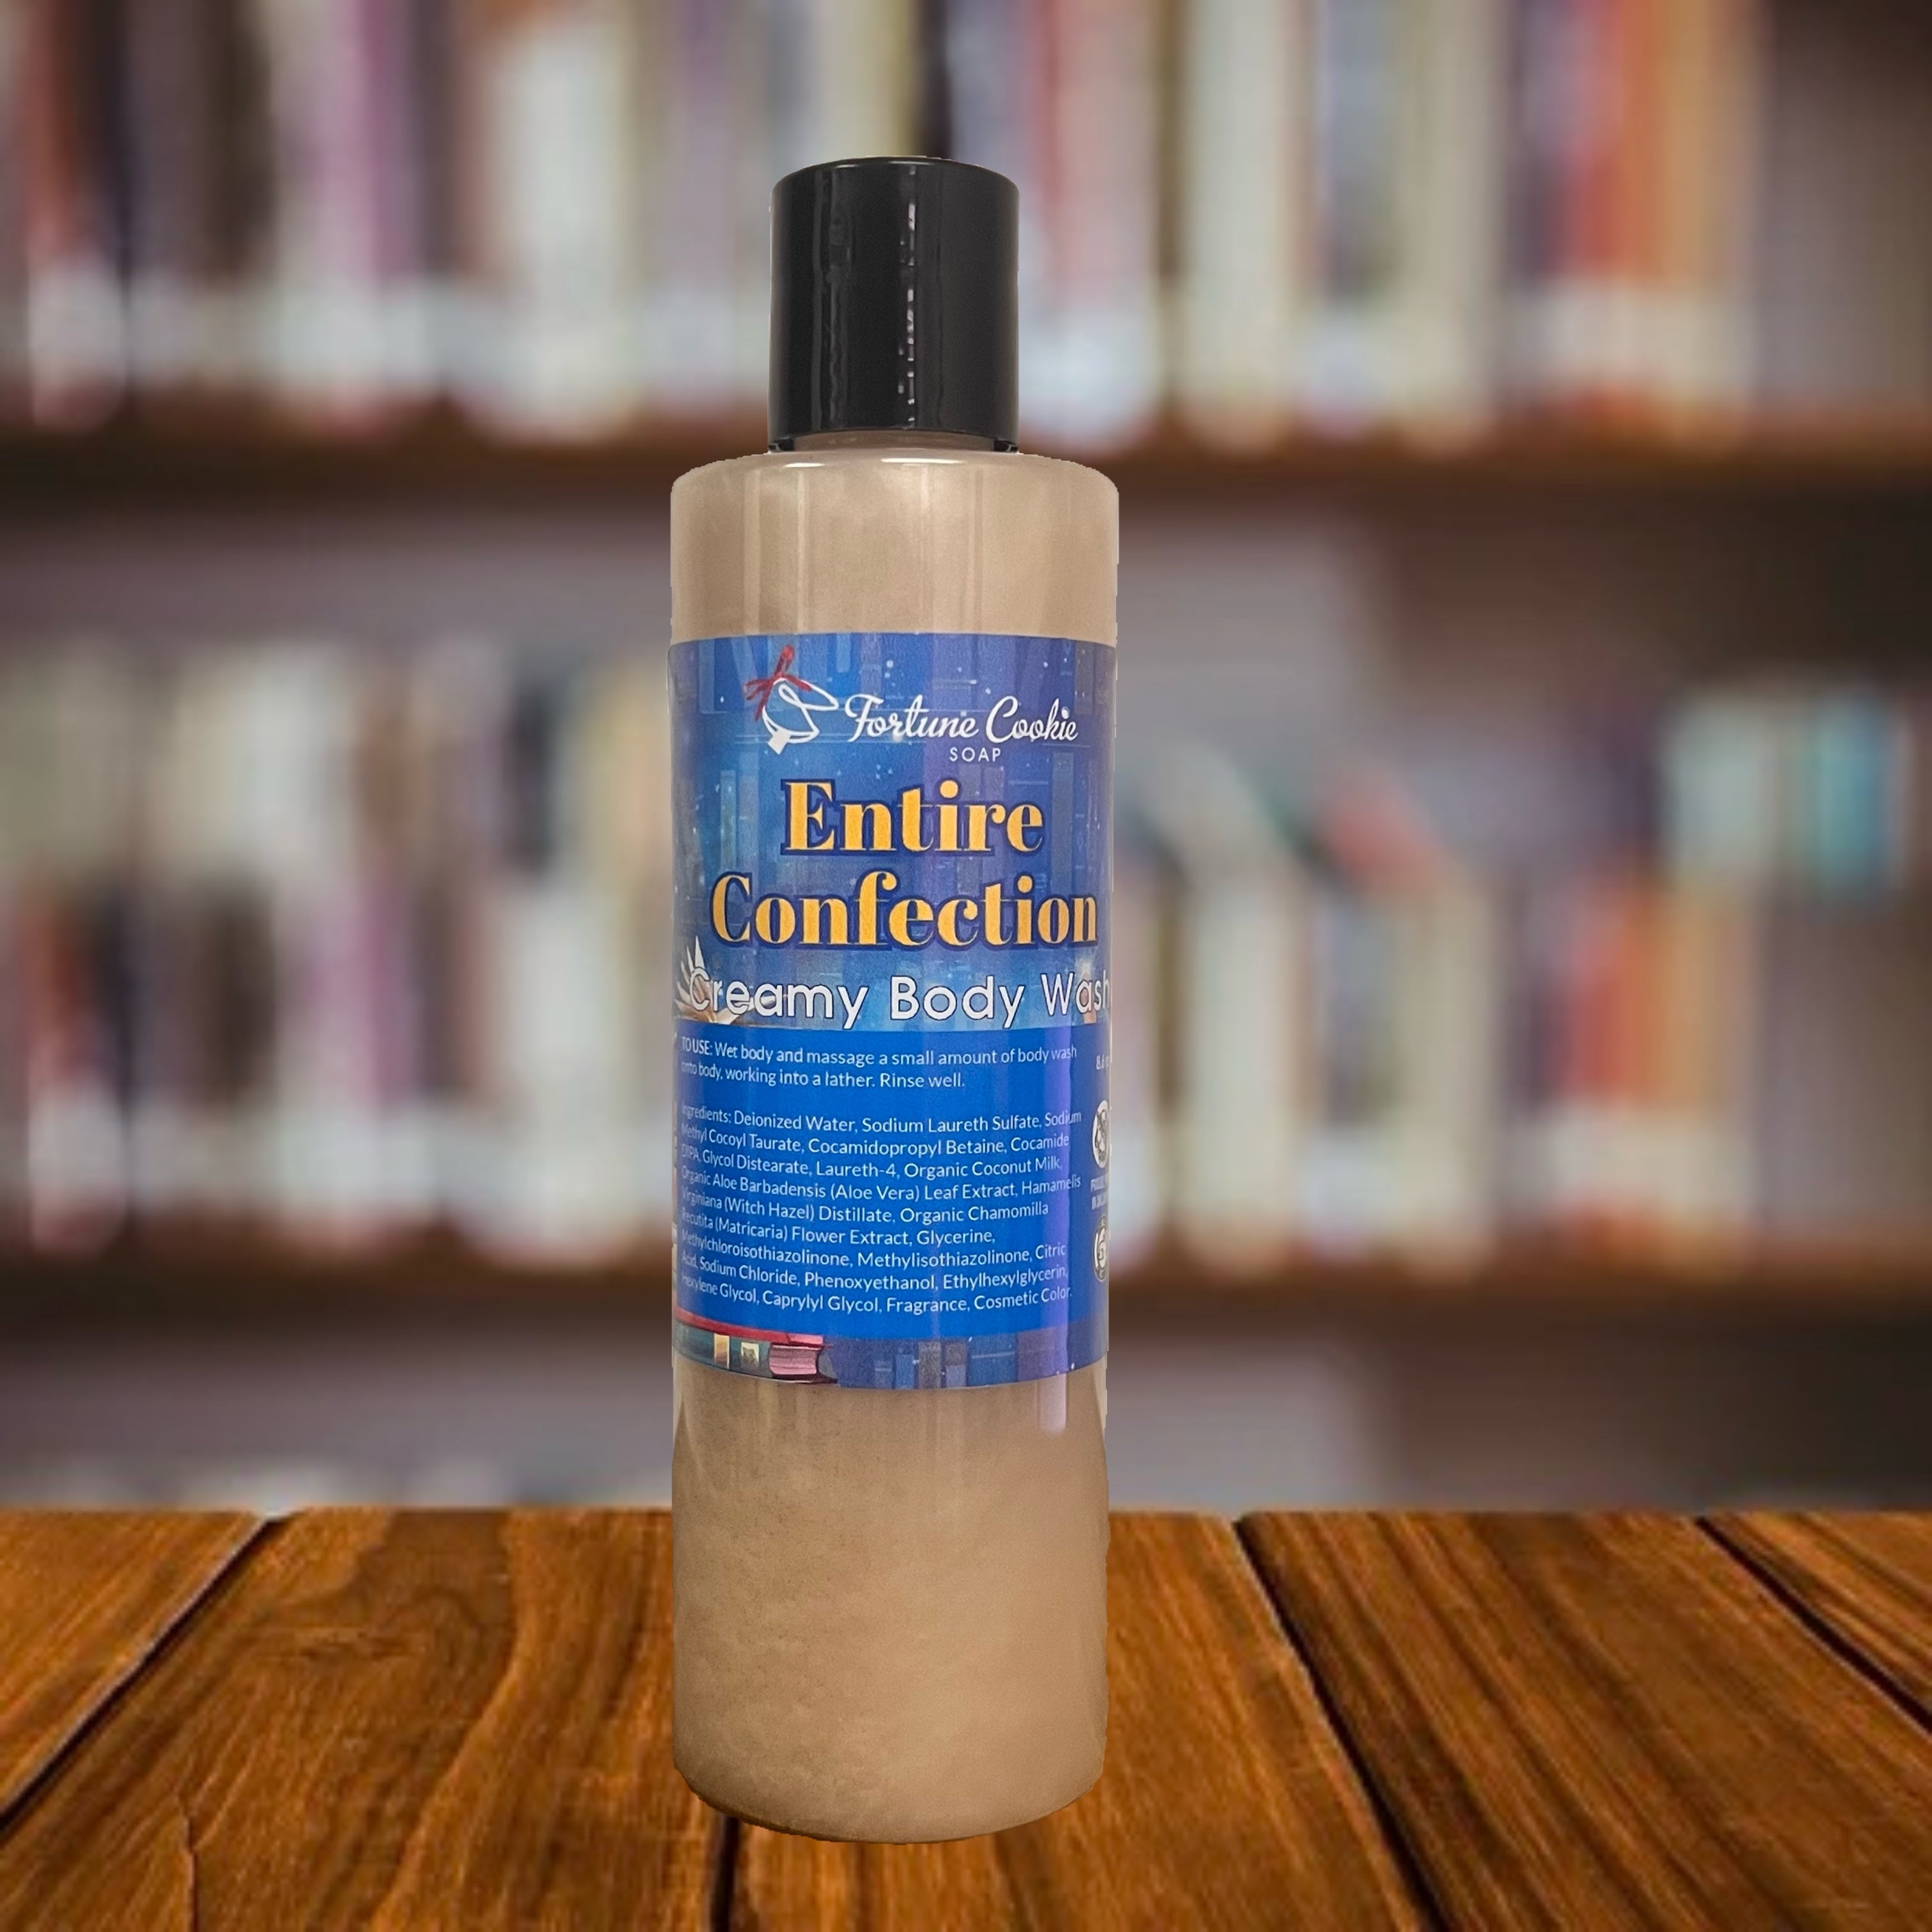 Fortune Cookie
SOAP
Entire
Confection
Creamy Body Wash
TO USE: Wet body and massage a small amount of body wash
onto body, working into a lather. Rinse well.
Ingredients: Deionized Water, Sodium Laureth Sulfate, Sodium
Methyl Cocoyl Taurate, Cocamidopropyl Betaine, Cocamide
DIPA, Glycol Distearate, Laureth-4, Organic Coconut Milk,
Organic Aloe Barbadensis (Aloe Vera) Leaf Extract, Hamamelis
Virginiana (Witch Hazel) Distillate, Organic Chamomilla
Recutita (Matricaria) Flower Extract, Glycerine,
Methylchloroisothiazolinone, Methylisothiazolinone, Citric
Acid, Sodium Chloride, Phenoxyethanol, Ethylhexylglycerin,
Hexylene Glycol, Caprylyl Glycol, Fragrance, Cosmetic Color.